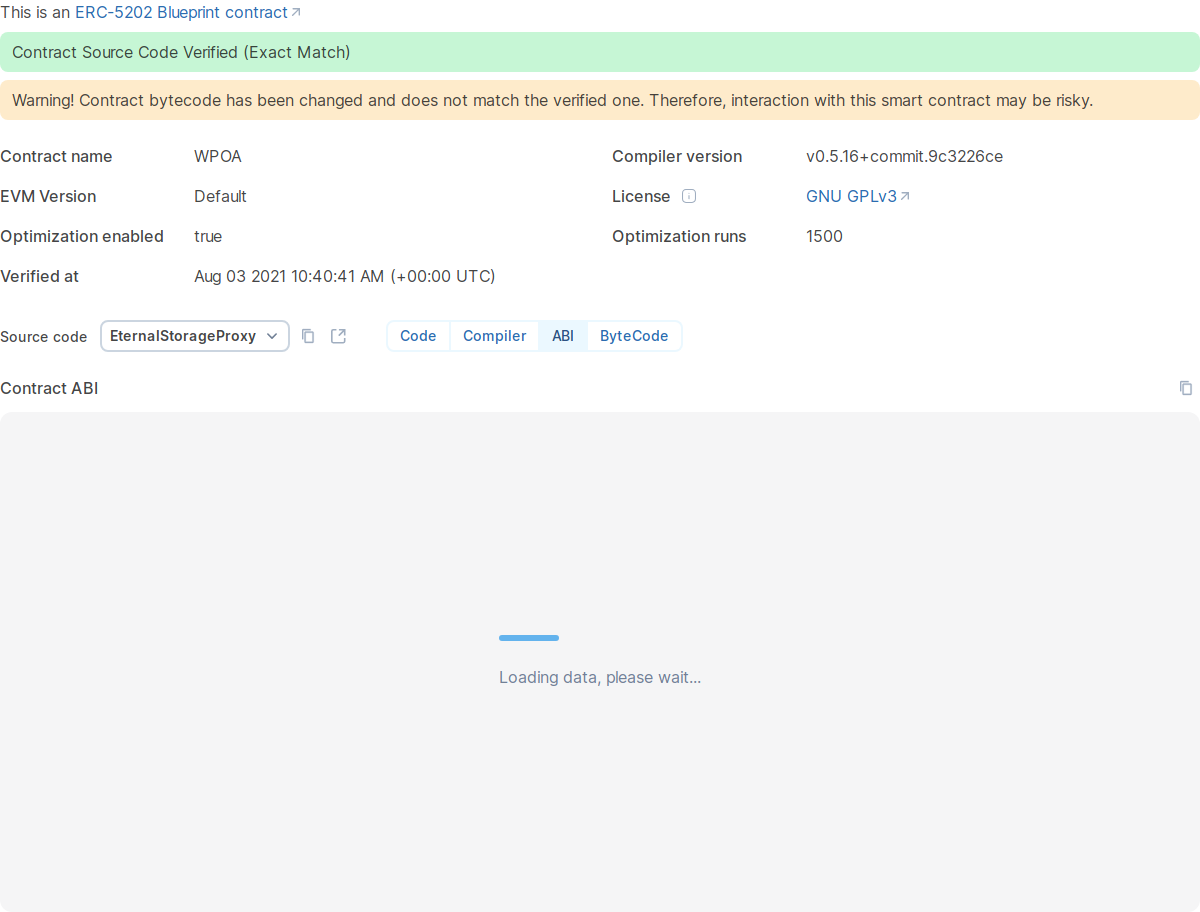 This is an ERC-5202 Blueprint contract
Contract Source Code Verified (Exact Match)
Warning! Contract bytecode has been changed and does not match the verified one. Therefore, interaction with this smart contract may be risky.
Contract name WPOA Compiler version v0.5.16+commit.9c3226ce
EVM Version Default License GNU GPLv3
Optimization enabled true Optimization runs 1500
Verified at Aug 03 2021 10:40:41 AM (+00:00 UTC)
Source code EternalStorageProxy Code Compiler ABI ByteCode
Contract ABI
Loading data, please wait...